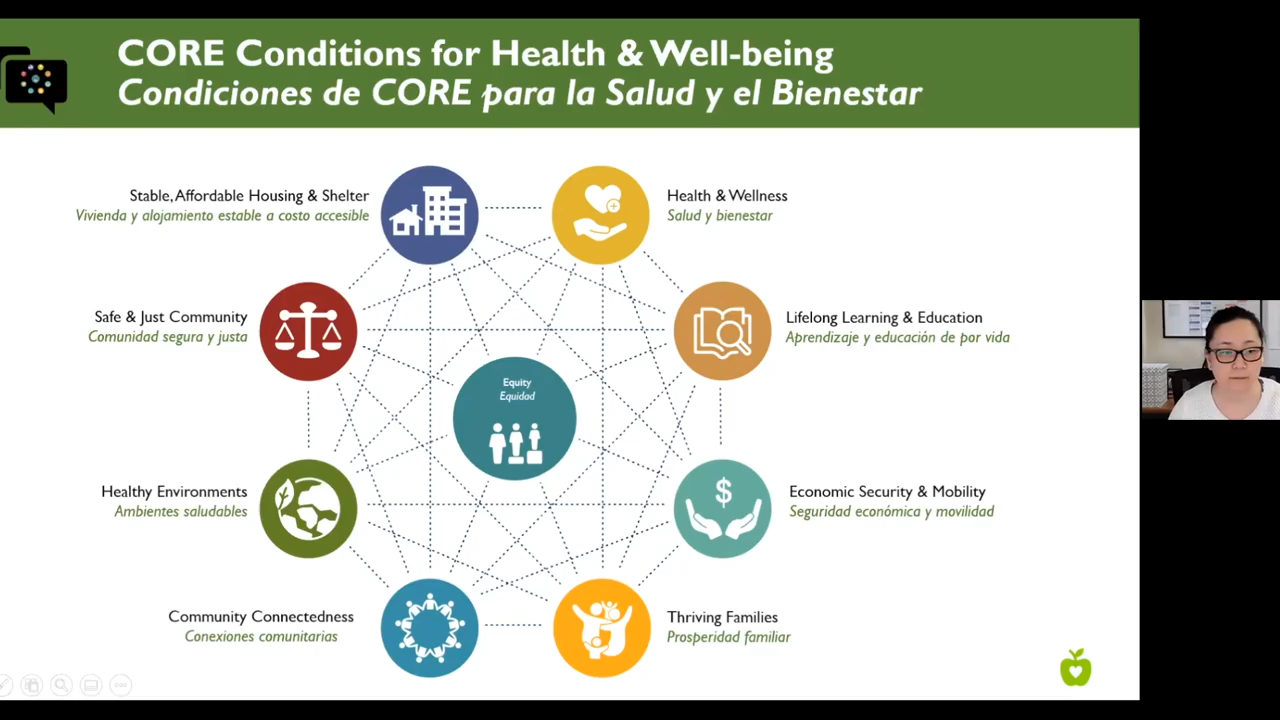 CORE Conditions for Health & Well-being
Condiciones de CORE para la Salud y el Bienestar
Stable, Affordable Housing & Shelter
Vivienda y alojamiento estable a costo accesible
Health & Wellness
Salud y bienestar
Safe & Just Community
Comunidad segura y justa
Lifelong Learning & Education
Aprendizaje y educación de por vida
Equity
Equidad
$
Healthy Environments
Ambientes saludables
Economic Security & Mobility
Seguridad económica y movilidad
Community Connectedness
Conexiones comunitarias
Thriving Families
Prosperidad familiar